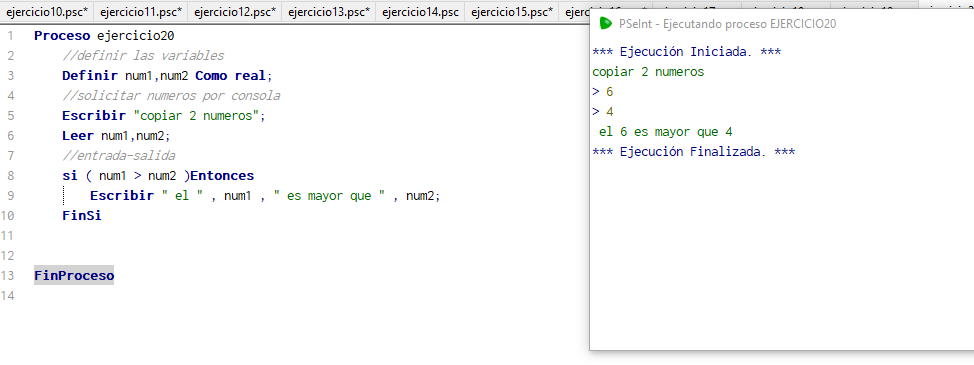 ejercicio10.psc* ejercicio11.psc* ejercicio12.psc* ejercicio13.psc* ejercicio14.psc ejercicio15.psc*
1 Proceso ejercicio20
2 //definir las variables
3 Definir num1,num2 Como real;
4 //solicitar numeros por consola
5 Escribir "copiar 2 numeros";
6 Leer num1,num2;
7 //entrada-salida
8 si ( num1 > num2 )Entonces
9 Escribir " el " , num1 , " es mayor que " , num2;
10 FinSi
11
12
13 FinProceso
14
PSeInt - Ejecutando proceso EJERCICIO20
*** Ejecución Iniciada. ***
copiar 2 numeros
> 6
> 4
el 6 es mayor que 4
*** Ejecución Finalizada. ***